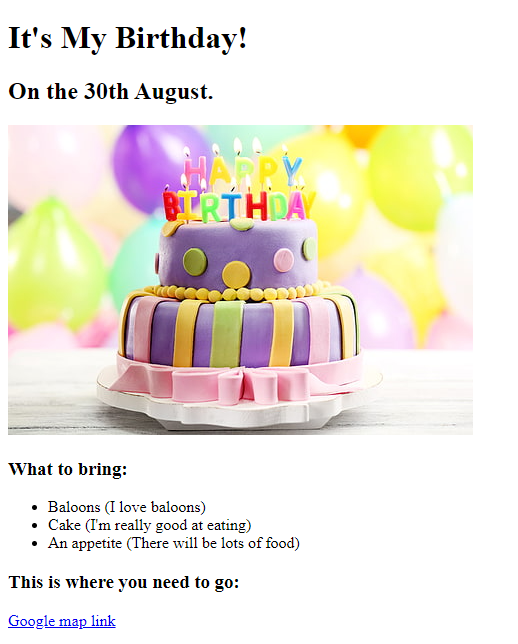 It's My Birthday!
On the 30th August.
HAPPY
BIRTHDAY
What to bring:
Baloons (I love baloons)
Cake (I'm really good at eating)
An appetite (There will be lots of food)
This is where you need to go:
Google map link